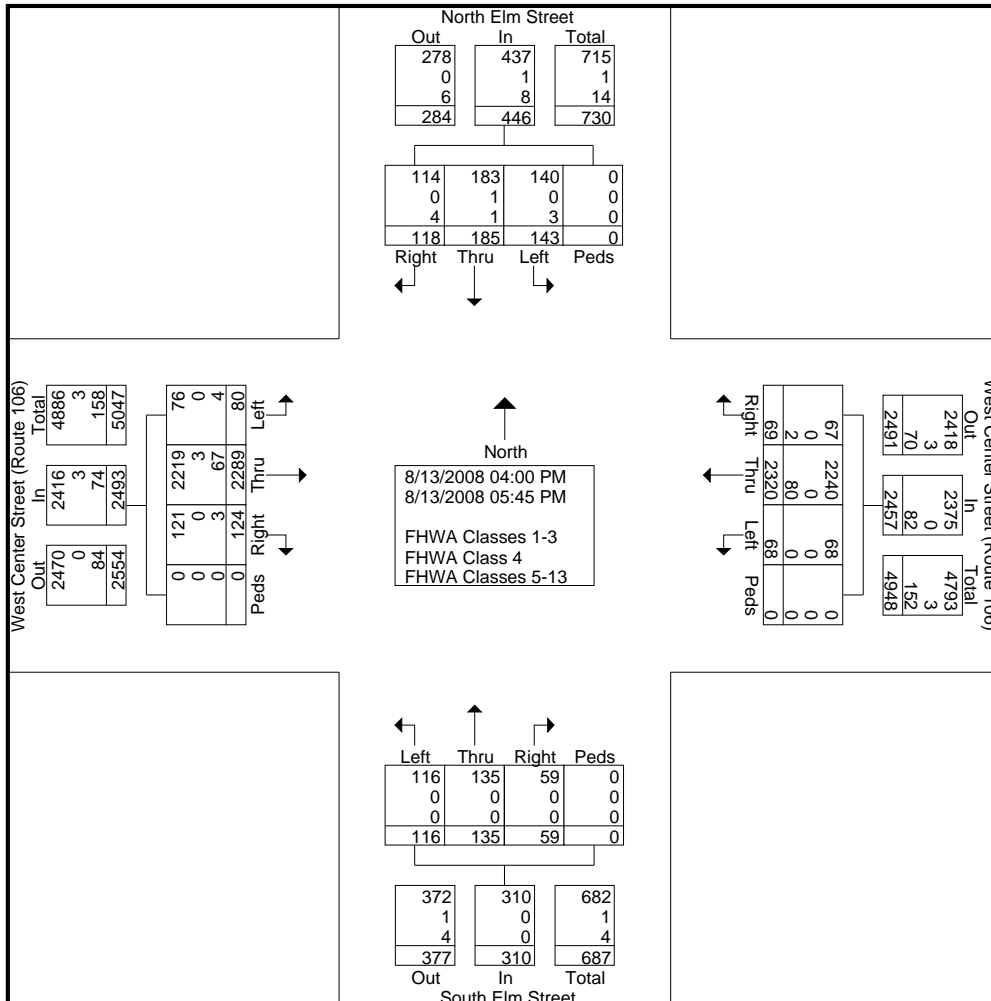 North Elm Street
Out In Total
278 437 715
0 1 1
6 8 14
284 446 730
114 183 140 0
0 1 0 0
4 1 3 0
118 185 143 0
Right Thru Left Peds
West Center Street (Route 106)
Total In Out
4886 2416 2470
3 3 0
158 74 84
5047 2493 2554
76 2219 121 0
0 3 0 0
4 67 3 0
80 2289 124 0
Left Thru Right Peds
North
8/13/2008 04:00 PM
8/13/2008 05:45 PM
FHWA Classes 1-3
FHWA Class 4
FHWA Classes 5-13
Right Thru Left Peds
67 2240 68 0
0 0 0 0
2 80 0 0
69 2320 68 0
West Center Street (Route 106)
Out In Total
2418 2375 4793
3 0 3
70 82 152
2491 2457 4948
Left Thru Right Peds
116 135 59 0
0 0 0 0
0 0 0 0
116 135 59 0
372 310 682
1 0 1
4 0 4
377 310 687
Out In Total
South Elm Street